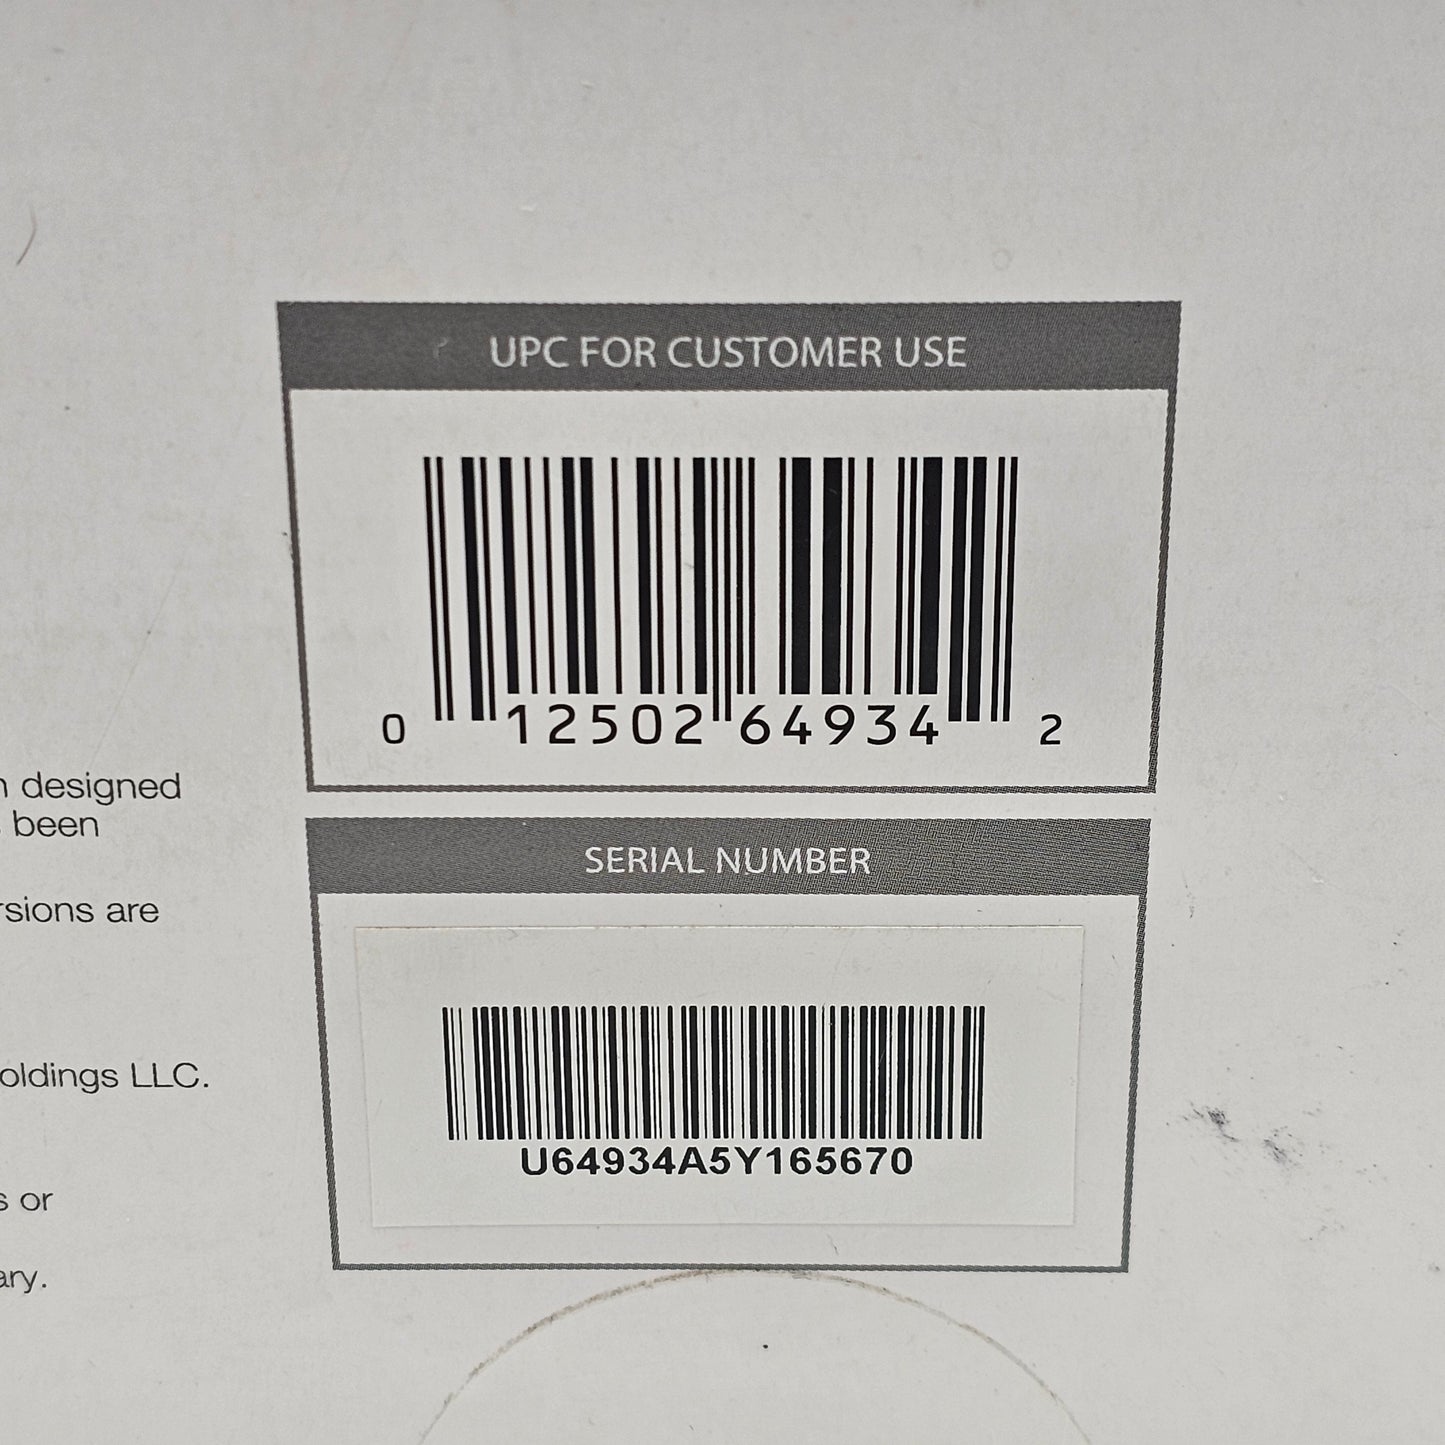 UPC FOR CUSTOMER USE
0 12502 64934 2
designed
been
rsions are
SERIAL NUMBER
oldings LLC.
U64934A5Y165670
s or
ary.